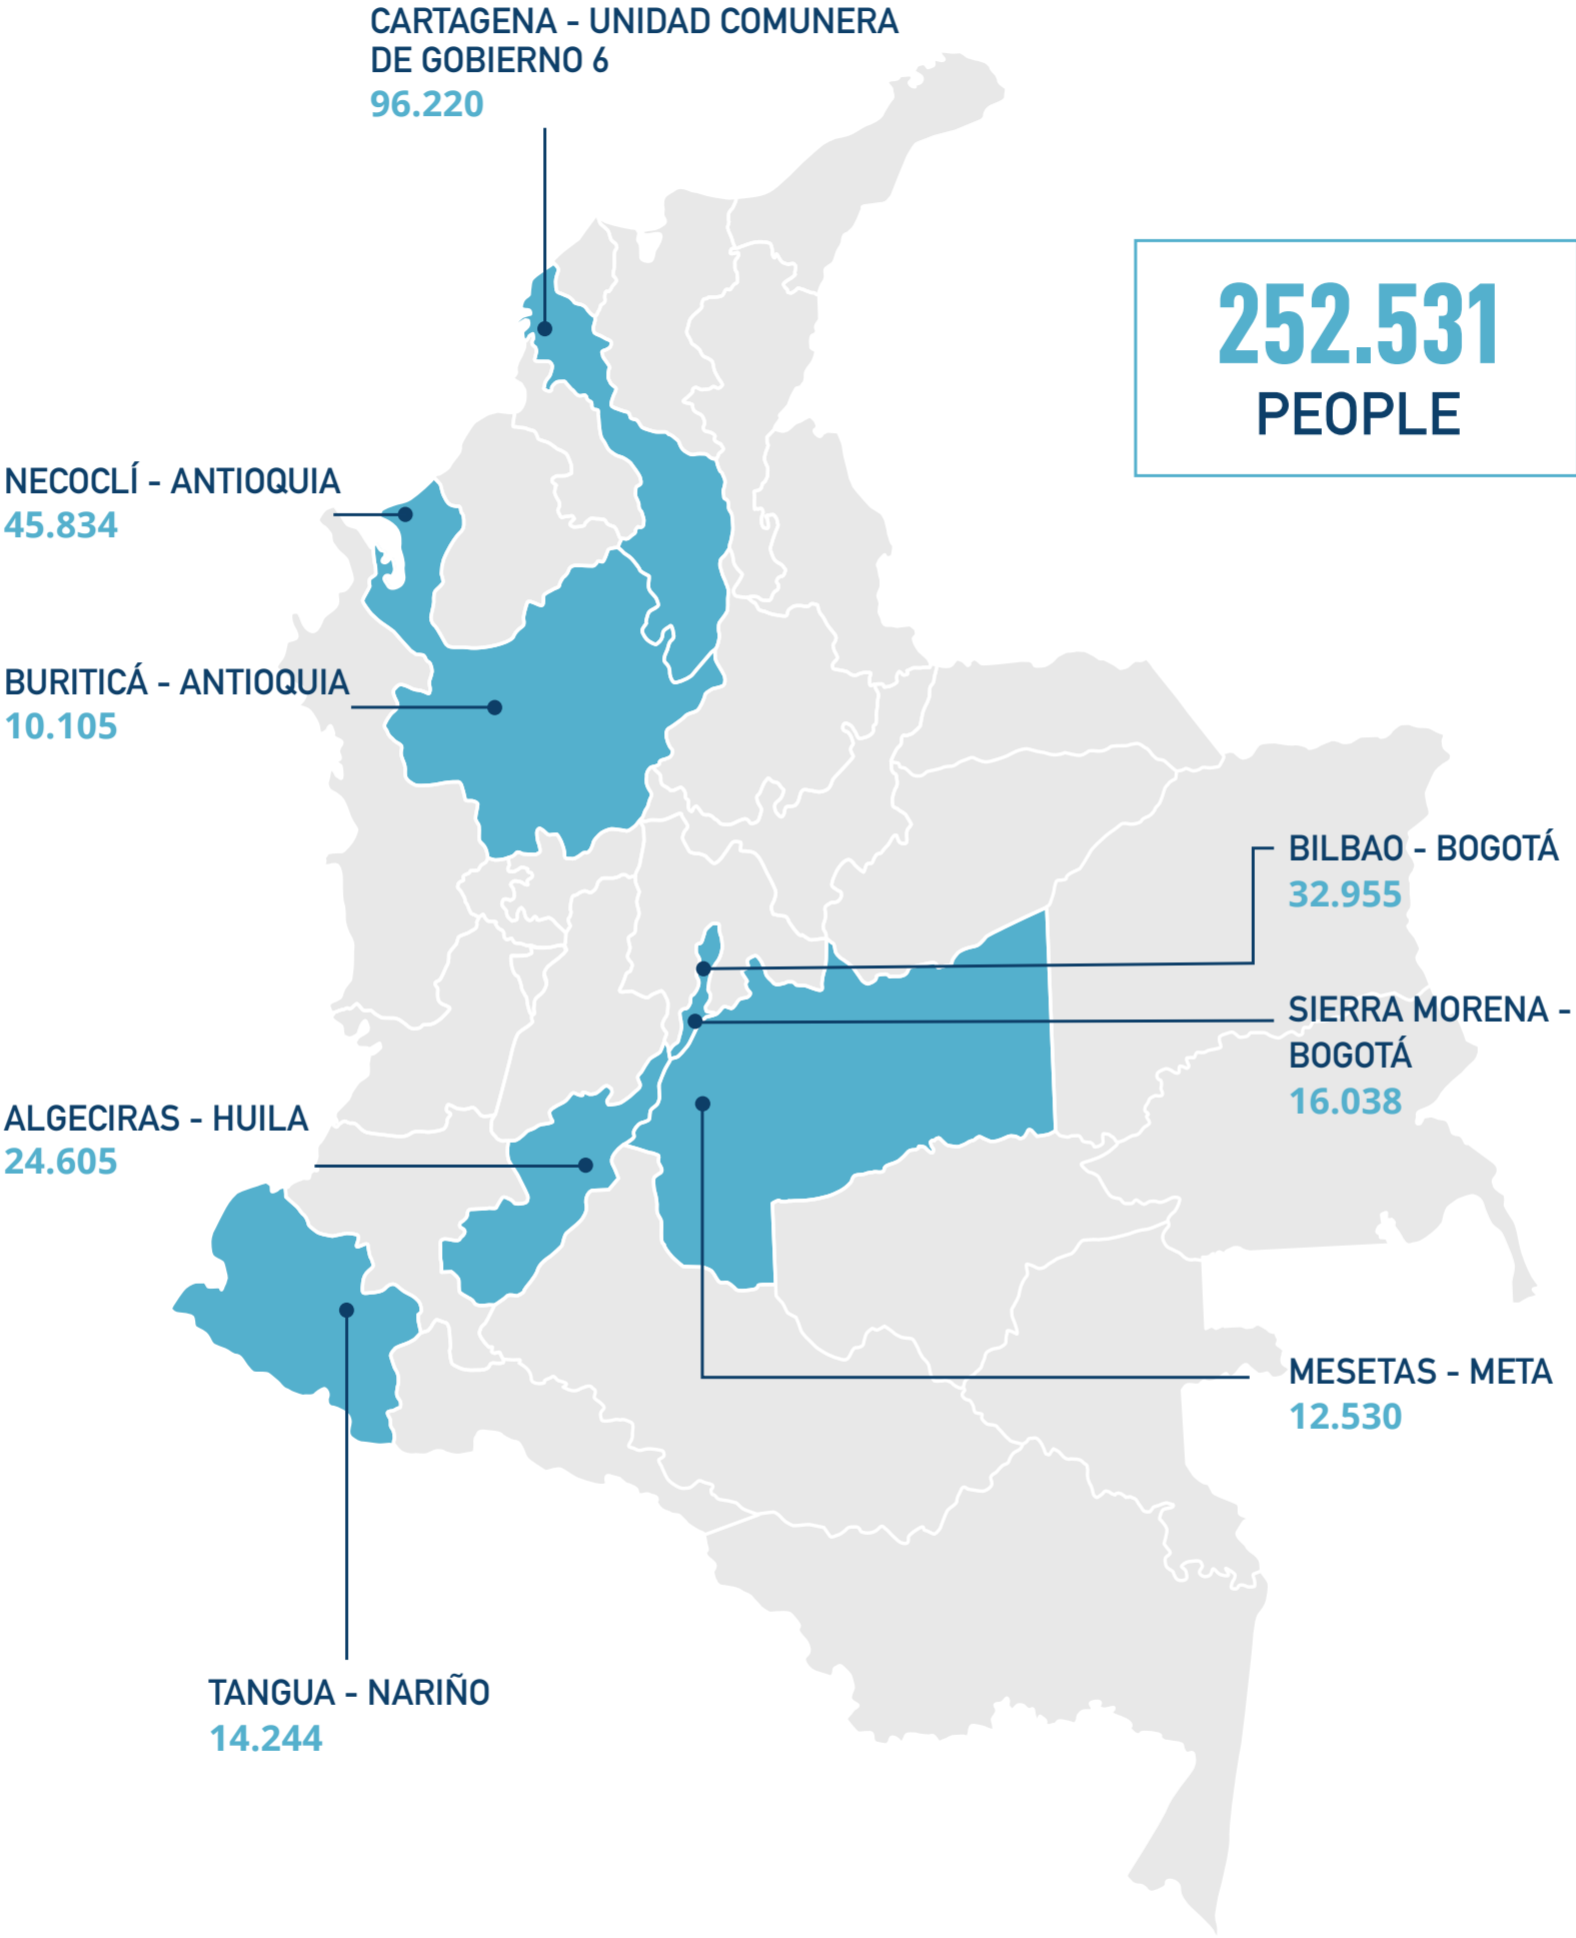 CARTAGENA - UNIDAD COMUNERA
DE GOBIERNO 6
96.220
252.531
PEOPLE
NECOCLÍ - ANTIOQUIA
45.834
BURITICÁ - ANTIOQUIA
10.105
BILBAO - BOGOTÁ
32.955
SIERRA MORENA -
BOGOTÁ
16.038
ALGECIRAS - HUILA
24.605
MESETAS - META
12.530
TANGUA - NARIÑO
14.244